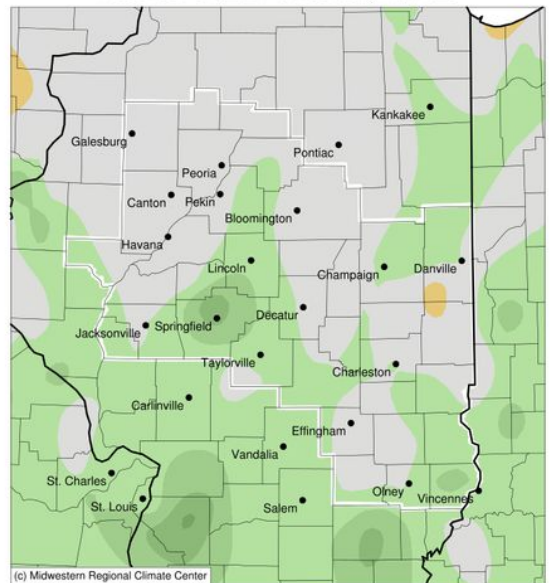 Kankakee
Galesburg
Pontiac
Peoria
Canton
Pekin
Bloomington
Havana
Lincoln
Champaign
Danville
Decatur
Springfield
Jacksonville
Taylorville
Charleston
Carlinville
Effingham
Vandalia
St. Charles
Olney
Vincennes
St. Louis
Salem
(c) Midwestern Regional Climate Center